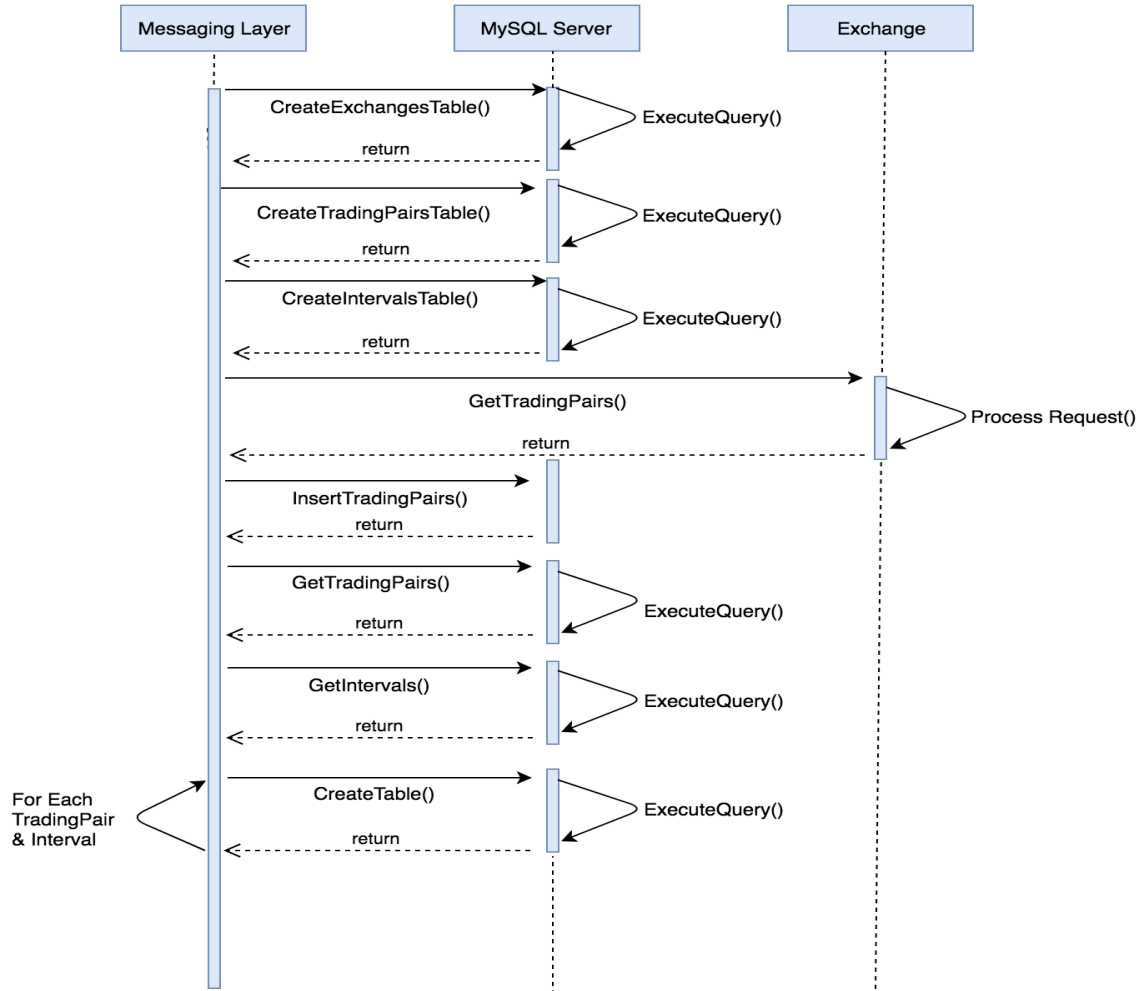 Messaging Layer
MySQL Server
Exchange
CreateExchangesTable()
ExecuteQuery()
return
CreateTradingPairsTable()
ExecuteQuery()
return
CreateIntervalsTable()
ExecuteQuery()
return
GetTradingPairs()
Process Request()
return
InsertTradingPairs()
return
GetTradingPairs()
ExecuteQuery()
return
GetIntervals()
ExecuteQuery()
return
CreateTable()
ExecuteQuery()
For Each
TradingPair
& Interval
return